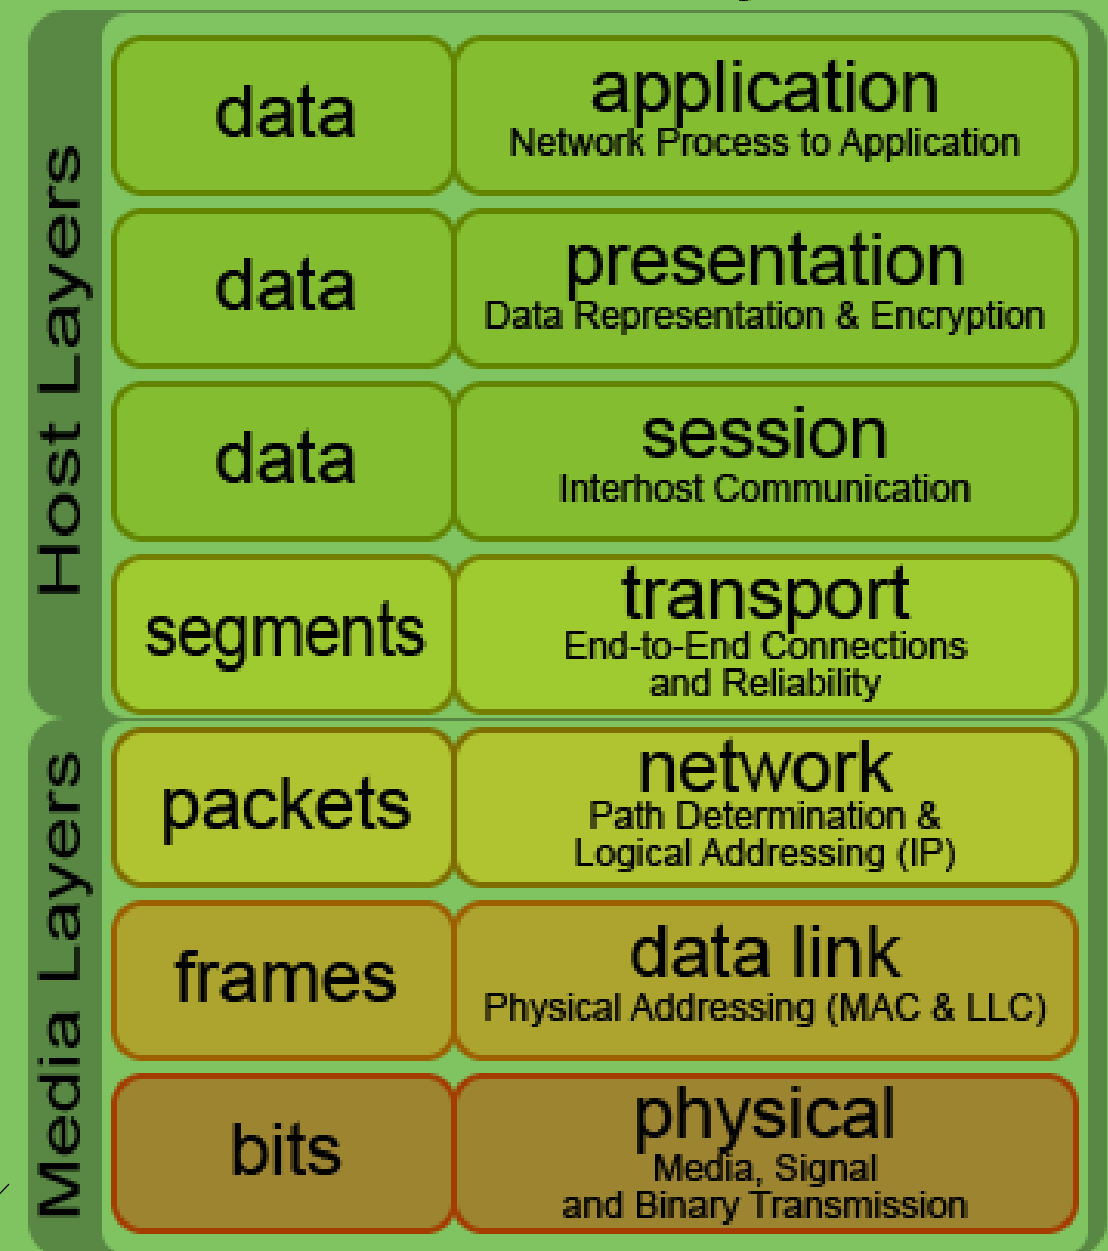 Host Layers
data
application
Network Process to Application
data
presentation
Data Representation & Encryption
data
session
Interhost Communication
segments
transport
End-to-End Connections
and Reliability
Media Layers
packets
network
Path Determination &
Logical Addressing (IP)
frames
data link
Physical Addressing (MAC & LLC)
bits
physical
Media, Signal
and Binary Transmission